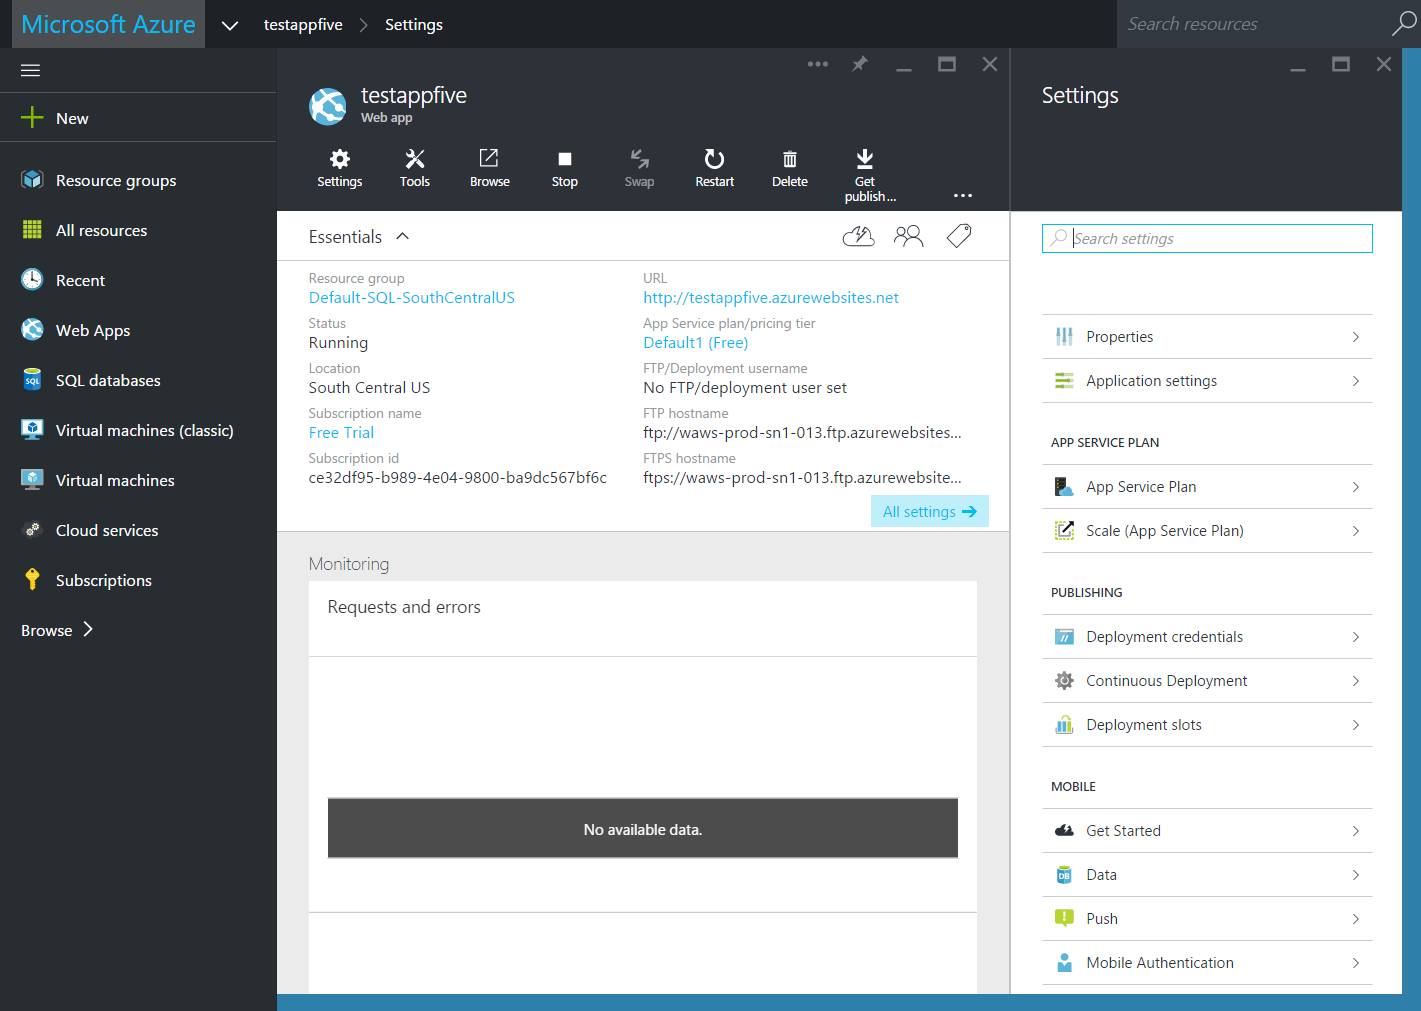 Microsoft Azure
testappfive
Settings
Search resources
New
Resource groups
All resources
Recent
Web Apps
SQL databases
SQL
Virtual machines (classic)
Virtual machines
Cloud services
Subscriptions
Browse
testappfive
Web app
Settings
Tools
Browse
Stop
Swap
Restart
Delete
Get
publish...
...
Essentials
Resource group
Default-SQL-SouthCentralUS
Status
Running
Location
South Central US
Subscription name
Free Trial
Subscription id
ce32df95-b989-4e04-9800-ba9dc567bf6c
URL
http://testappfive.azurewebsites.net
App Service plan/pricing tier
Default1 (Free)
FTP/Deployment username
No FTP/deployment user set
FTP hostname
ftp://waws-prod-sn1-013.ftp.azurewebsites...
FTPS hostname
ftps://waws-prod-sn1-013.ftp.azurewebsite...
All settings
Monitoring
Requests and errors
No available data.
Settings
Search settings
Properties
Application settings
APP SERVICE PLAN
App Service Plan
Scale (App Service Plan)
PUBLISHING
Deployment credentials
Continuous Deployment
Deployment slots
MOBILE
Get Started
DB
Data
Push
Mobile Authentication